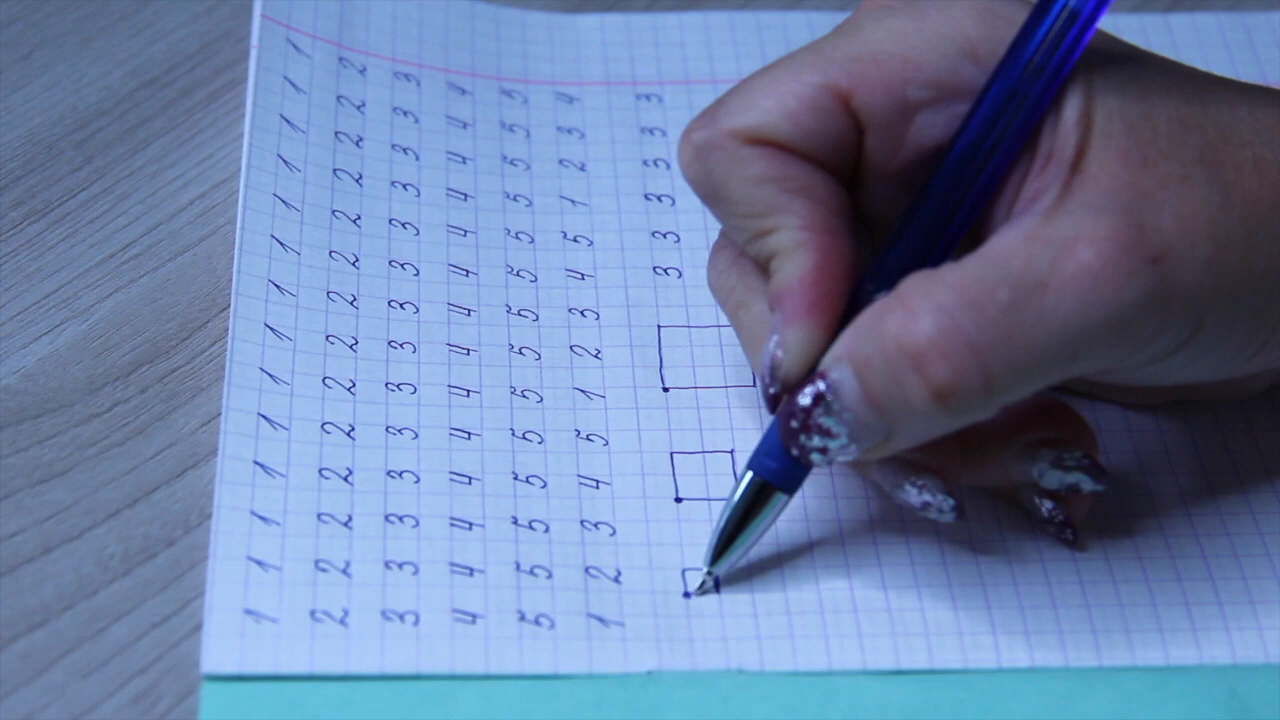 1 1 1 1 1 1 1 1 1 1 1 1 1 1
2 2 2 2 2 2 2 2 2 2 2 2 2 2
3 3 3 3 3 3 3 3 3 3 3 3 3 3
4 4 4 4 4 4 4 4 4 4 4 4 4 4
5 5 5 5 5 5 5 5 5 5 5 5 5 5
1 2 3 4 5 1 2 3 4 5 1 2 3 4
3 3 3 3 3 3